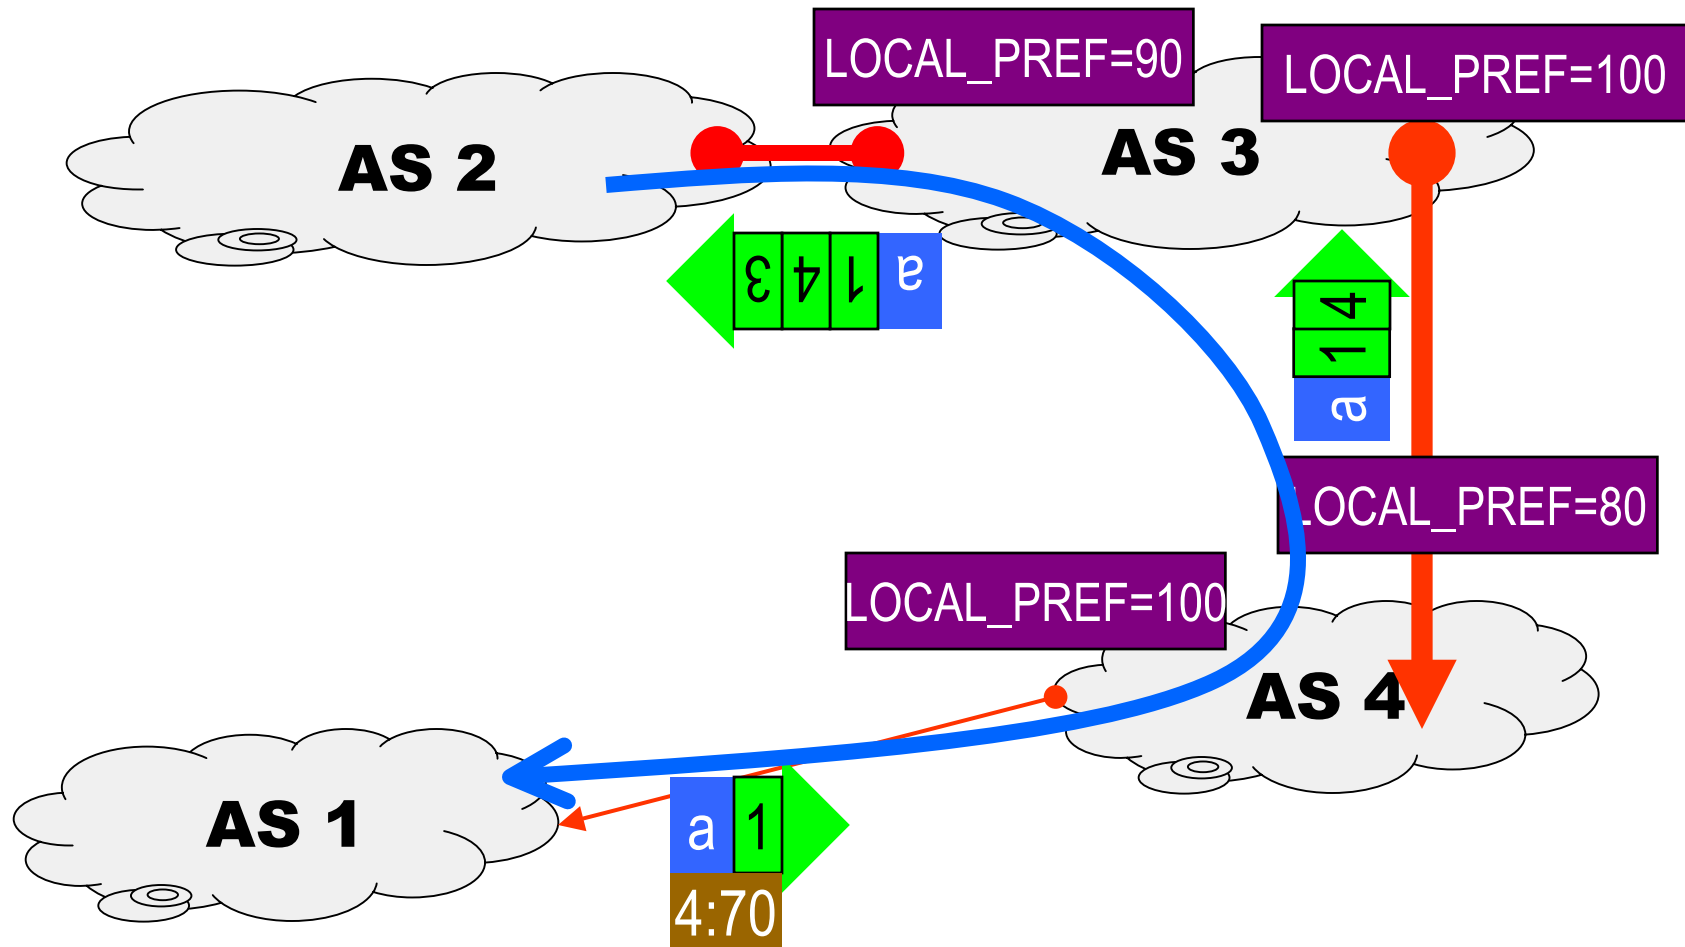 LOCAL_PREF=90
LOCAL_PREF=100
AS 2
AS 3
3 4 1 a
4
1
a
LOCAL_PREF=80
LOCAL_PREF=100
AS 4
AS 1
a 1
4:70